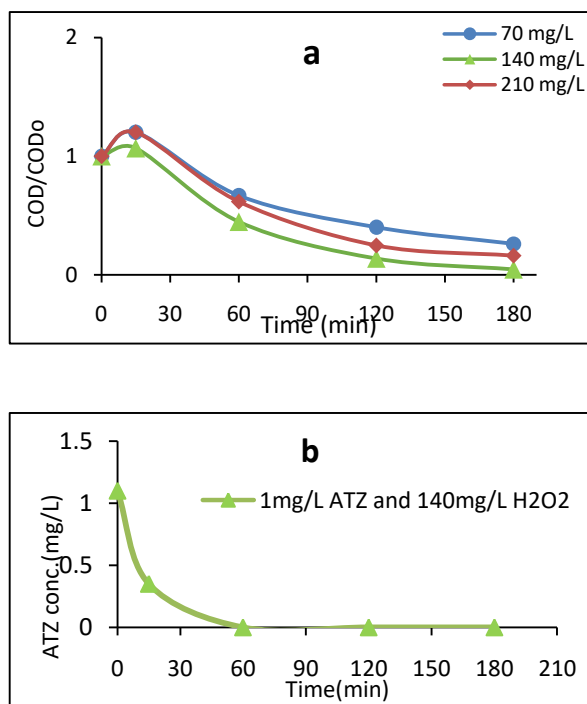 a
70 mg/L
140 mg/L
210 mg/L
2
1
0
COD/CODo
0 30 60 90 120 150 180
Time (min)
b
1mg/L ATZ and 140mg/L H2O2
1.5
1
0.5
0
ATZ conc.(mg/L)
0 30 60 90 120 150 180 210
Time(min)